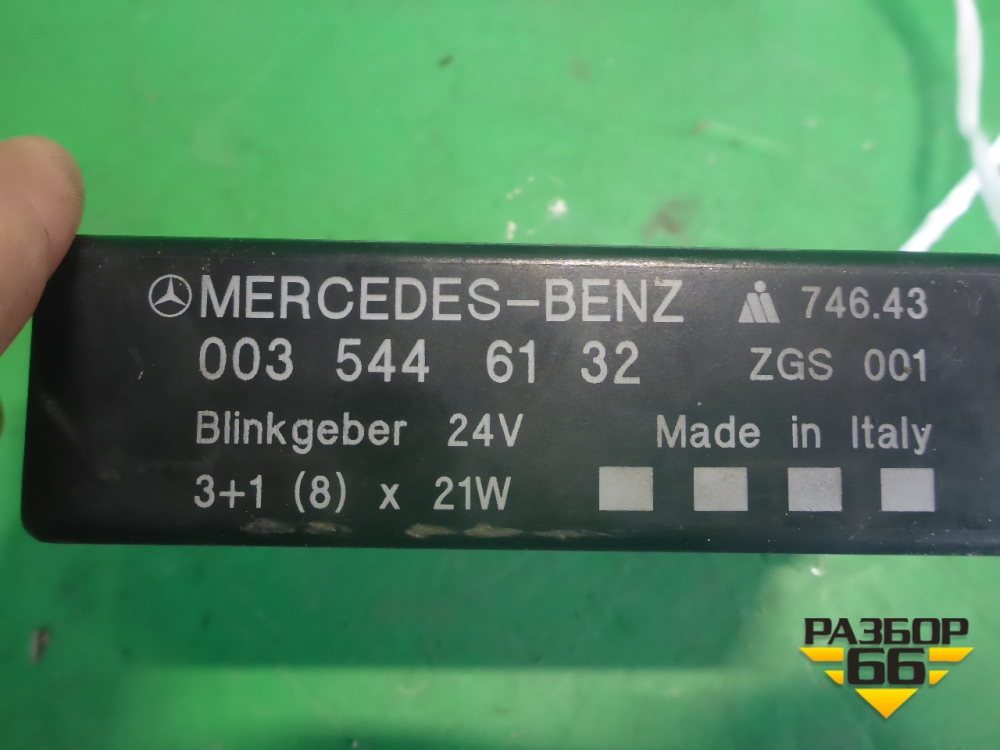 MERCEDES-BENZ 746.43
003 544 61 32 ZGS 001
Blinkgeber 24V Made in Italy
3+1 (8) x 21W
РАЗБОР
66